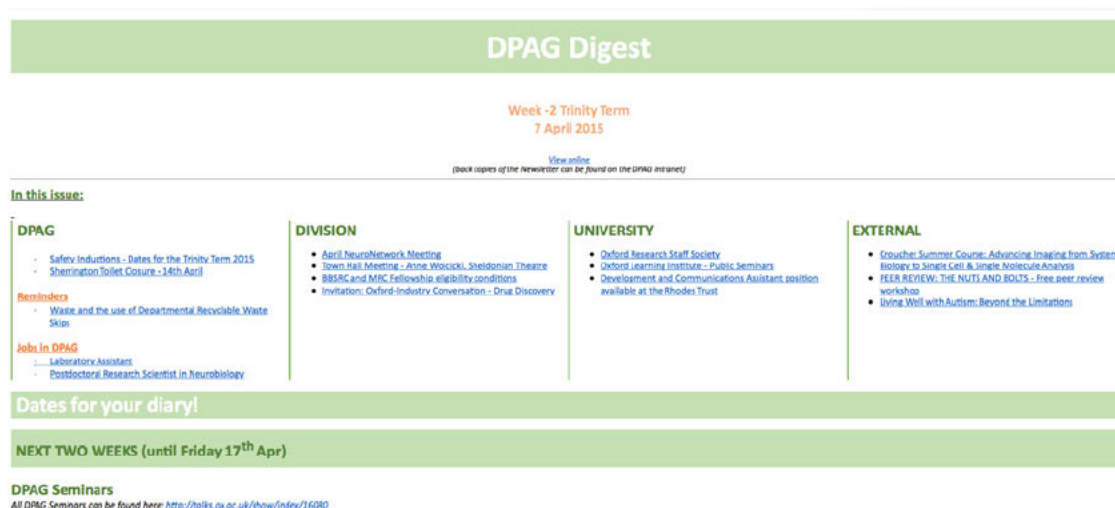 DPAG Digest
Week -2 Trinity Term
7 April 2015
View online
(back copies of the Newsletter can be found on the DPAG intranet)
In this issue:
DPAG
- Safety Inductions - Dates for the Trinity Term 2015
- Sherrington Toilet Closure - 14th April
Reminders
- Waste and the use of Departmental Recyclable Waste
Skips
Jobs in DPAG
- Laboratory Assistant
- Postdoctoral Research Scientist in Neurobiology
DIVISION
• April NeuroNetwork Meeting
• Town Hall Meeting - Anne Wojcicki, Sheldonian Theatre
• BBSRC and MRC Fellowship eligibility conditions
• Invitation: Oxford-Industry Conversation - Drug Discovery
UNIVERSITY
• Oxford Research Staff Society
• Oxford Learning Institute - Public Seminars
• Development and Communications Assistant position
available at the Rhodes Trust
EXTERNAL
• Croucher Summer Course: Advancing Imaging from System
Biology to Single Cell & Single Molecule Analysis
• PEER REVIEW: THE NUTS AND BOLTS - Free peer review
workshop
• Living Well with Autism: Beyond the Limitations
Dates for your diary!
NEXT TWO WEEKS (until Friday 17th Apr)
DPAG Seminars
All DPAG Seminars can be found here: http://talks.ox.ac.uk/show/index/16080